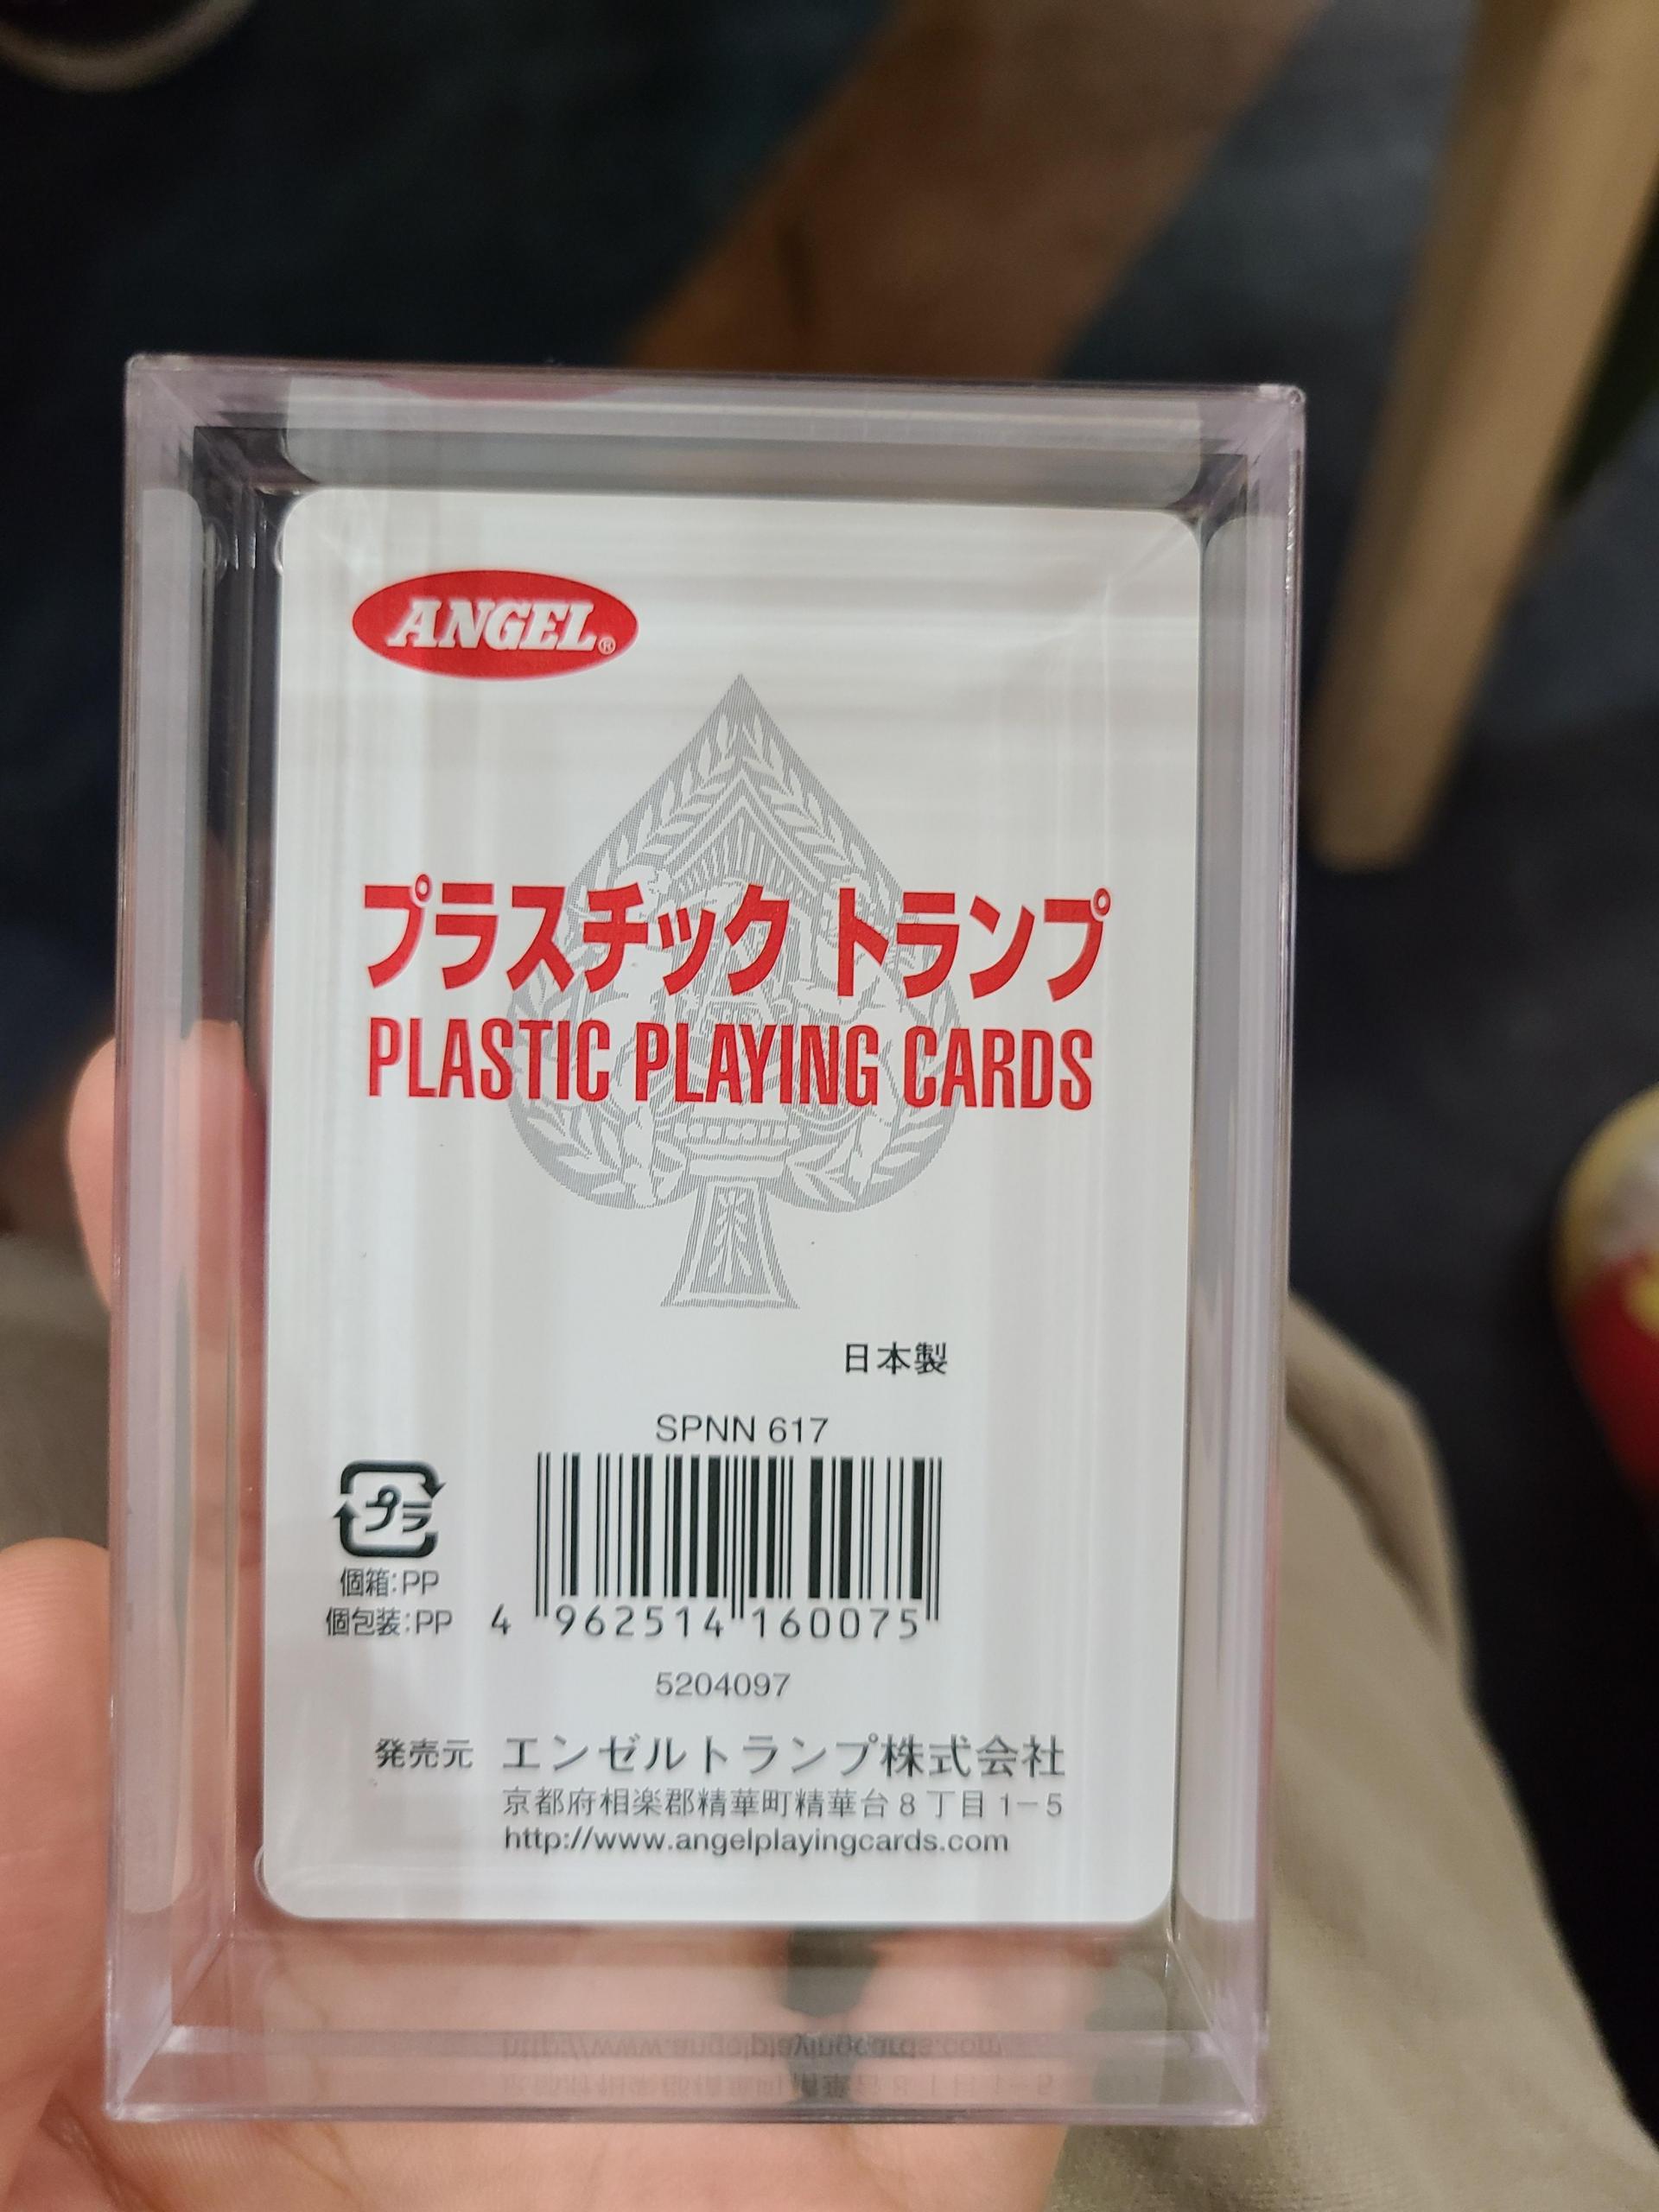 ANGEL®
プラスチック トランプ
PLASTIC PLAYING CARDS
日本製
SPNN 617
プラ
個箱:PP
個包装:PP
4 962514 160075
5204097
発売元 エンゼルトランプ株式会社
京都府相楽郡精華町精華台8丁目1-5
http://www.angelplayingcards.com